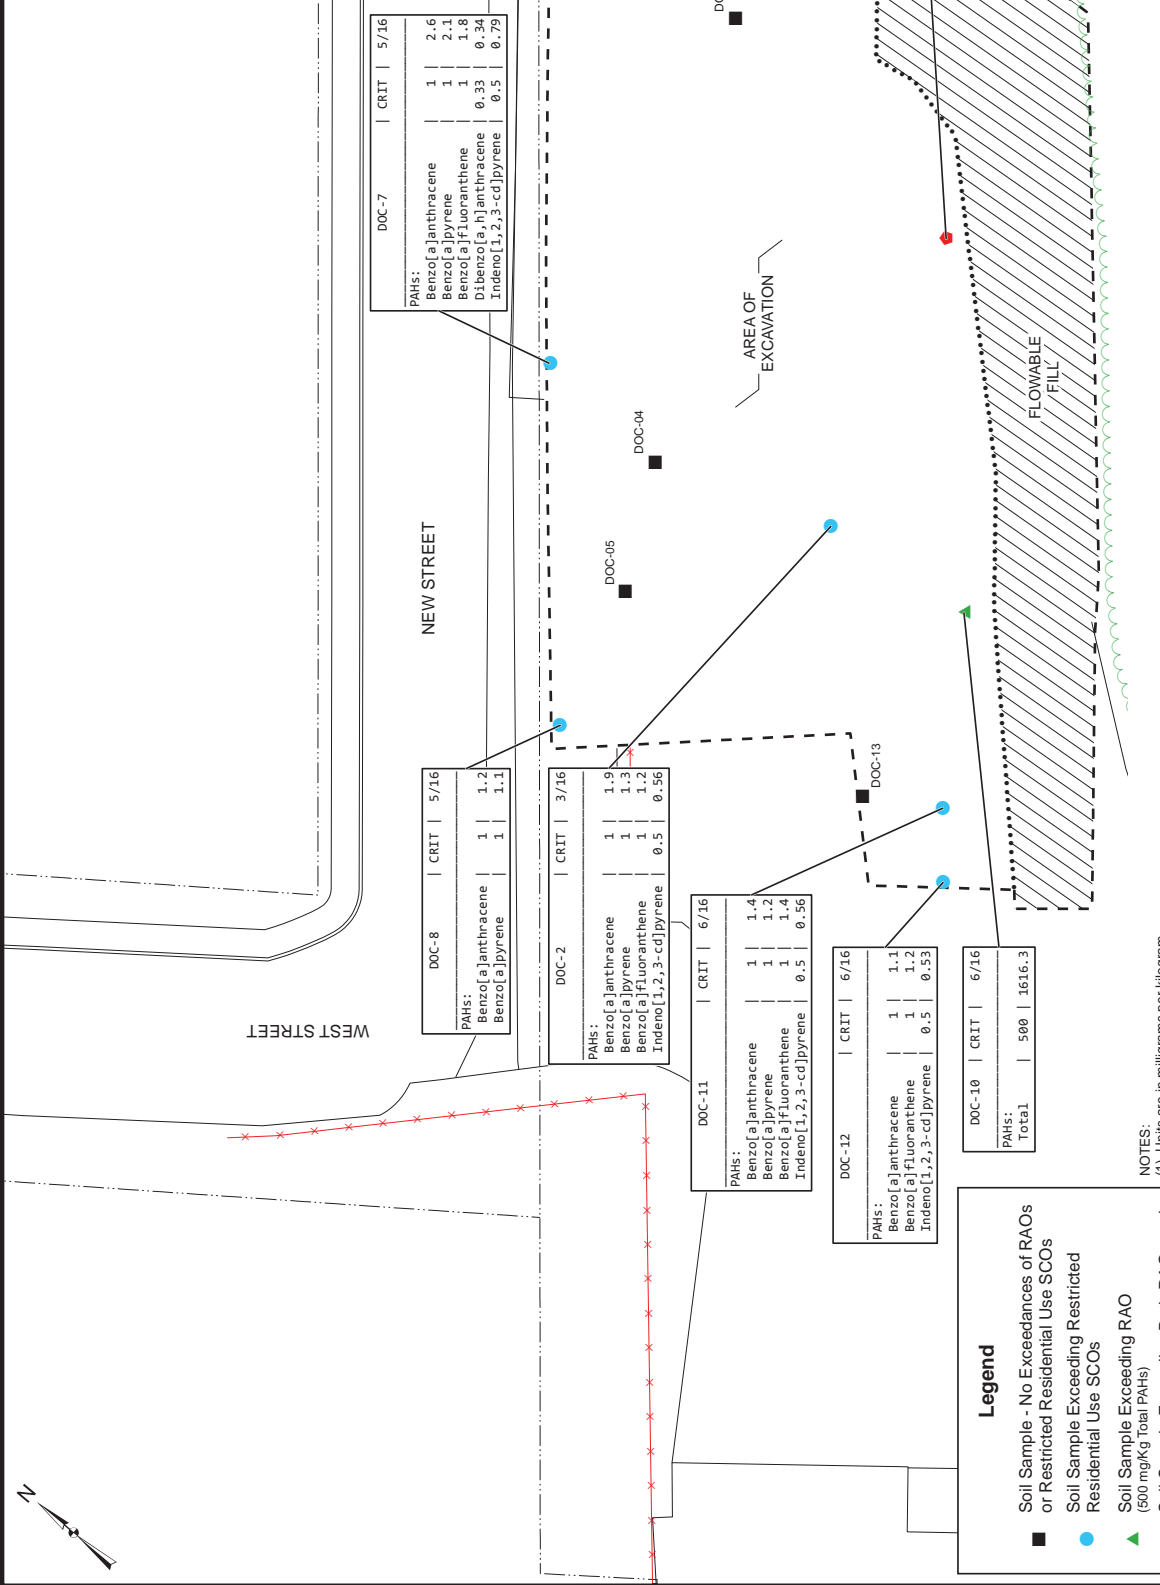 DOC-7 | CRIT | 5/16
PAHs:
Benzo[a]anthracene | 1 | 2.6
Benzo[a]pyrene | 1 | 2.1
Benzo[a]fluoranthene | 1 | 1.8
Dibenzo[a,h]anthracene | 0.33 | 0.34
Indeno[1,2,3-cd]pyrene | 0.5 | 0.79
NEW STREET
WEST STREET
DOC-04
DOC-05
AREA OF
EXCAVATION
FLOWABLE
FILL
DOC-8 | CRIT | 5/16
PAHs:
Benzo[a]anthracene | 1 | 1.2
Benzo[a]pyrene | 1 | 1.1
DOC-2 | CRIT | 3/16
PAHs:
Benzo[a]anthracene | 1 | 1.9
Benzo[a]pyrene | 1 | 1.3
Benzo[a]fluoranthene | 1 | 1.2
Indeno[1,2,3-cd]pyrene | 0.5 | 0.56
DOC-13
DOC-11 | CRIT | 6/16
PAHs:
Benzo[a]anthracene | 1 | 1.4
Benzo[a]pyrene | 1 | 1.2
Benzo[a]fluoranthene | 1 | 1.4
Indeno[1,2,3-cd]pyrene | 0.5 | 0.56
DOC-12 | CRIT | 6/16
PAHs:
Benzo[a]anthracene | 1 | 1.1
Benzo[a]fluoranthene | 1 | 1.2
Indeno[1,2,3-cd]pyrene | 0.5 | 0.53
DOC-10 | CRIT | 6/16
PAHs:
Total | 500 | 1616.3
N
Legend
Soil Sample - No Exceedances of RAOs
or Restricted Residential Use SCOs
Soil Sample Exceeding Restricted
Residential Use SCOs
Soil Sample Exceeding RAO
(500 mg/Kg Total PAHs)
NOTES:
(1) Units are in milligrams per kilogram